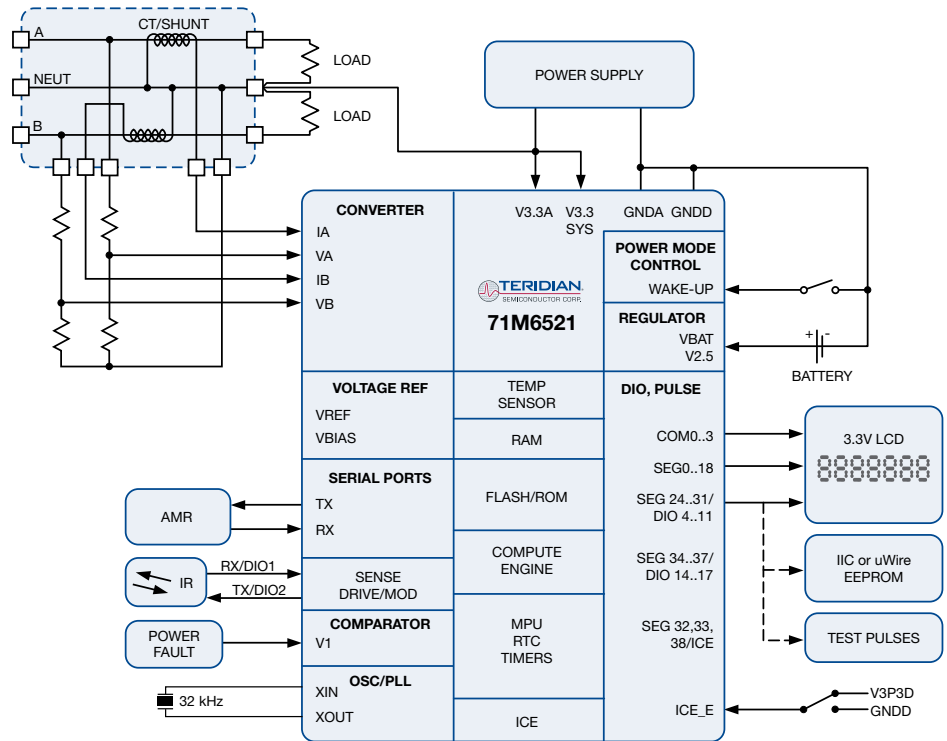 CT/SHUNT
A
LOAD
NEUT
LOAD
B
POWER SUPPLY
CONVERTER
IA
VA
IB
VB
V3.3A
V3.3
SYS
GNDA
GNDD
TERIDIAN
SEMICONDUCTOR CORP.
71M6521
POWER MODE
CONTROL
WAKE-UP
REGULATOR
VBAT
V2.5
+ -
BATTERY
VOLTAGE REF
VREF
VBIAS
TEMP
SENSOR
RAM
DIO, PULSE
COM0..3
SEG0..18
SEG 24..31/
DIO 4..11
SEG 34..37/
DIO 14..17
SEG 32,33,
38/ICE
ICE_E
3.3V LCD
8888888
IIC or uWire
EEPROM
TEST PULSES
V3P3D
GNDD
SERIAL PORTS
TX
RX
AMR
FLASH/ROM
COMPUTE
ENGINE
IR
RX/DIO1
TX/DIO2
SENSE
DRIVE/MOD
POWER
FAULT
COMPARATOR
V1
MPU
RTC
TIMERS
OSC/PLL
XIN
XOUT
32 kHz
ICE